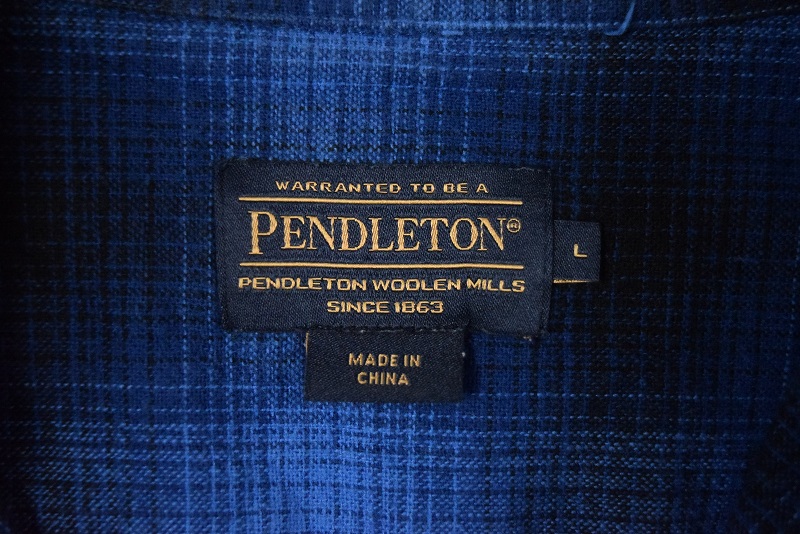 WARRANTED TO BE A
PENDLETON®
L
PENDLETON WOOLEN MILLS
SINCE 1863
MADE IN
CHINA